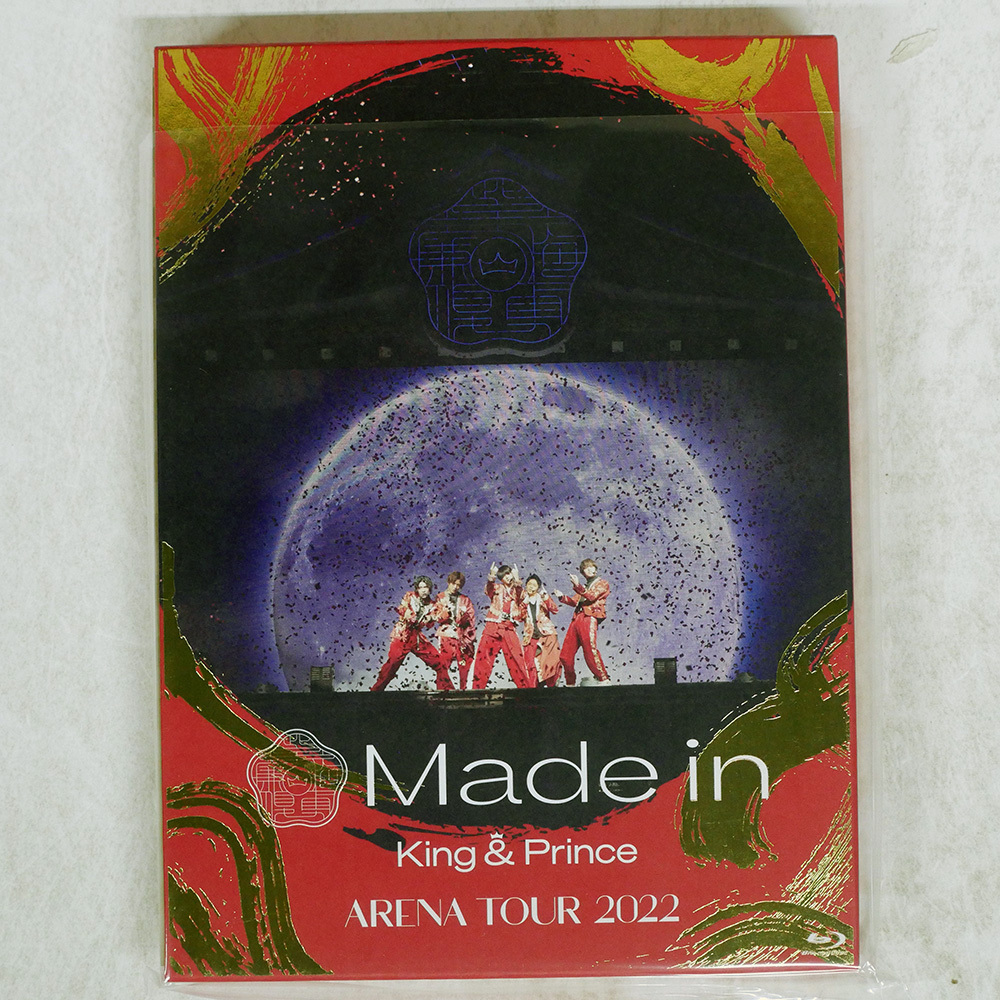 Made in
King & Prince
ARENA TOUR 2022